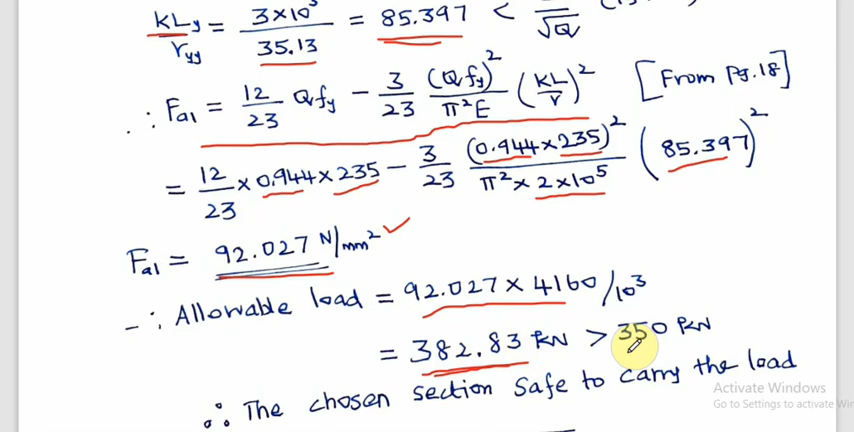 KLy / ryy = 3×10³ / 35.13 = 85.397 < / √Q
∴ Fa1 = 12/23 Qfy − 3/23 (Qfy)² / π²E (KL/r)² [From Pg.18]
= 12/23 × 0.944 × 235 − 3/23 (0.944×235)² / π² × 2×10⁵ (85.397)²
Fa1 = 92.027 N/mm² ✓
∴ Allowable load = 92.027 × 4160/10³
= 382.83 KN > 350 KN
∴ The chosen section Safe to carry the load
Activate Windows
Go to Settings to activate Win